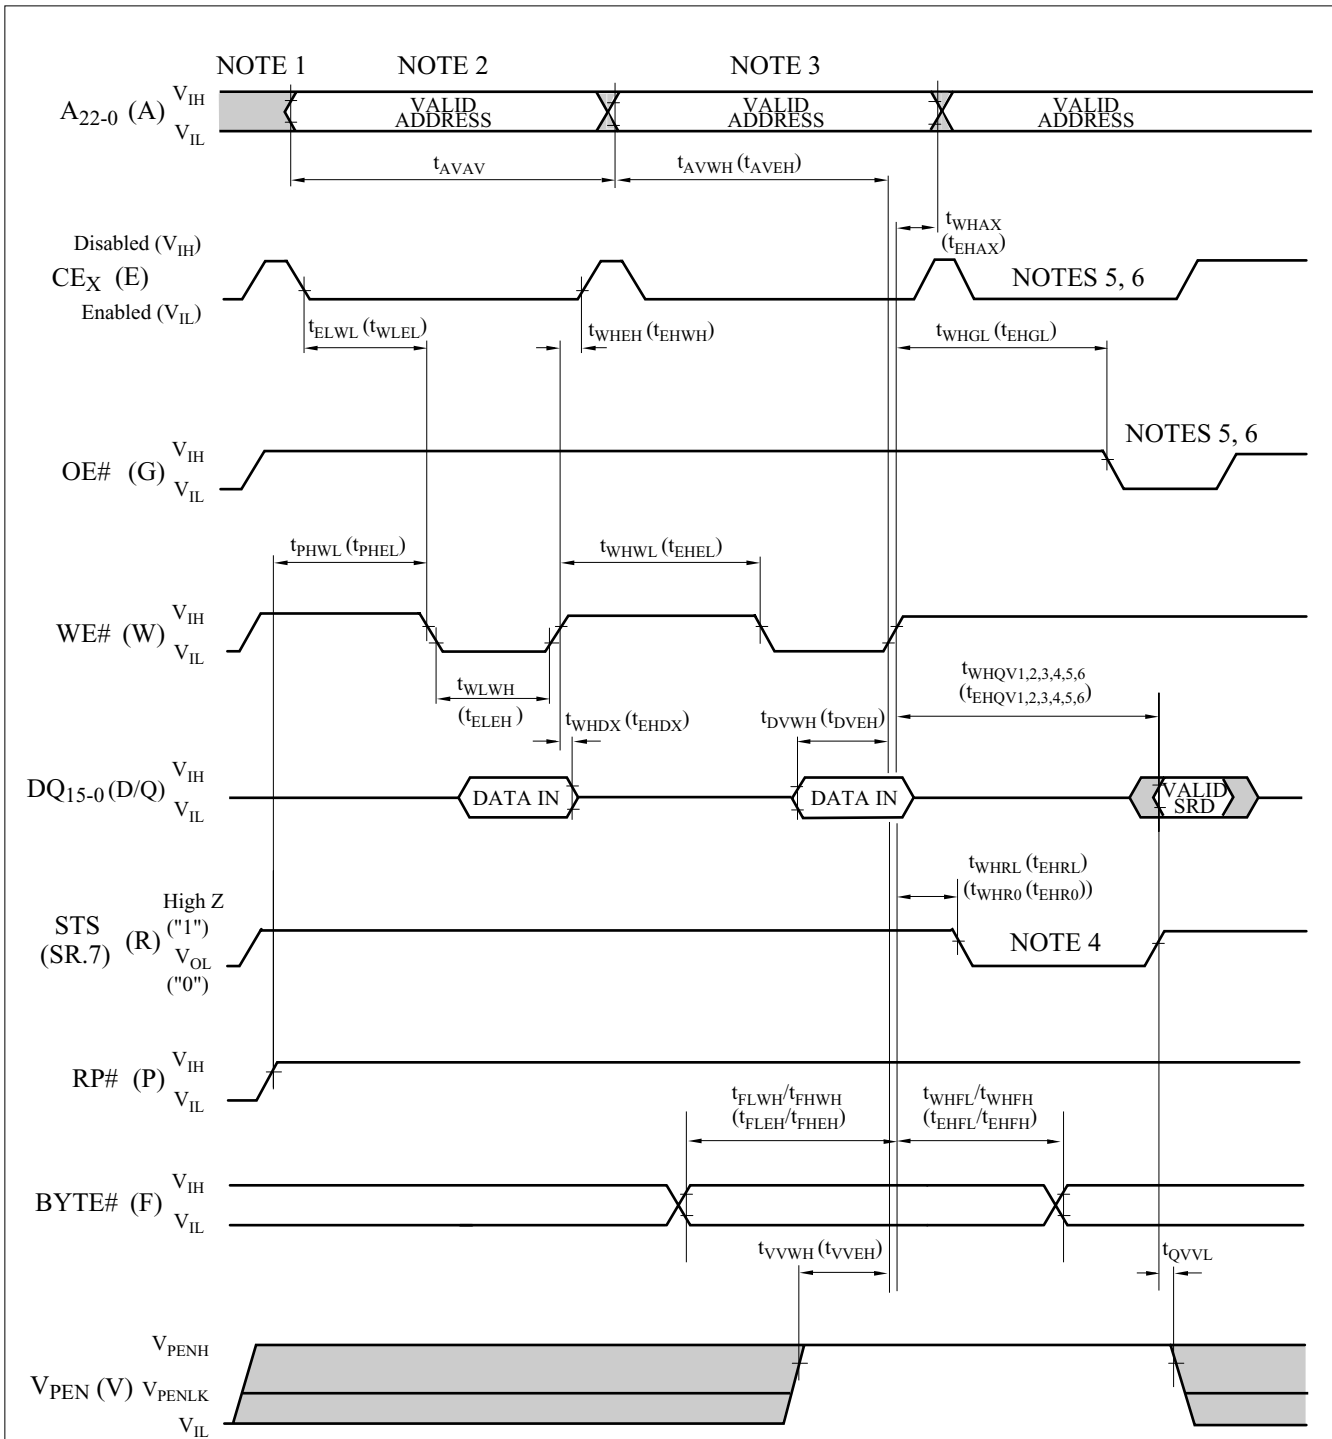 NOTE 1 NOTE 2 NOTE 3
A22-0 (A) VIH VIL
VALID ADDRESS VALID ADDRESS VALID ADDRESS
tAVAV tAVWH (tAVEH)
tWHAX
(tEHAX)
Disabled (VIH)
CEX (E)
Enabled (VIL)
NOTES 5, 6
tELWL (tWLEL) tWHEH (tEHWH) tWHGL (tEHGL)
NOTES 5, 6
VIH
OE# (G)
VIL
tPHWL (tPHEL) tWHWL (tEHEL)
VIH
WE# (W)
VIL
tWLWH
(tELEH )
tWHDX (tEHDX) tDVWH (tDVEH)
tWHQV1,2,3,4,5,6
(tEHQV1,2,3,4,5,6)
VIH
DQ15-0 (D/Q)
VIL
DATA IN DATA IN VALID SRD
tWHRL (tEHRL)
(tWHR0 (tEHR0))
High Z
("1")
STS
(SR.7) (R)
VOL
("0")
NOTE 4
VIH
RP# (P)
VIL
tFLWH/tFHWH
(tFLEH/tFHEH)
tWHFL/tWHFH
(tEHFL/tEHFH)
VIH
BYTE# (F)
VIL
tVVWH (tVVEH) tQVVL
VPENH
VPEN (V) VPENLK
VIL